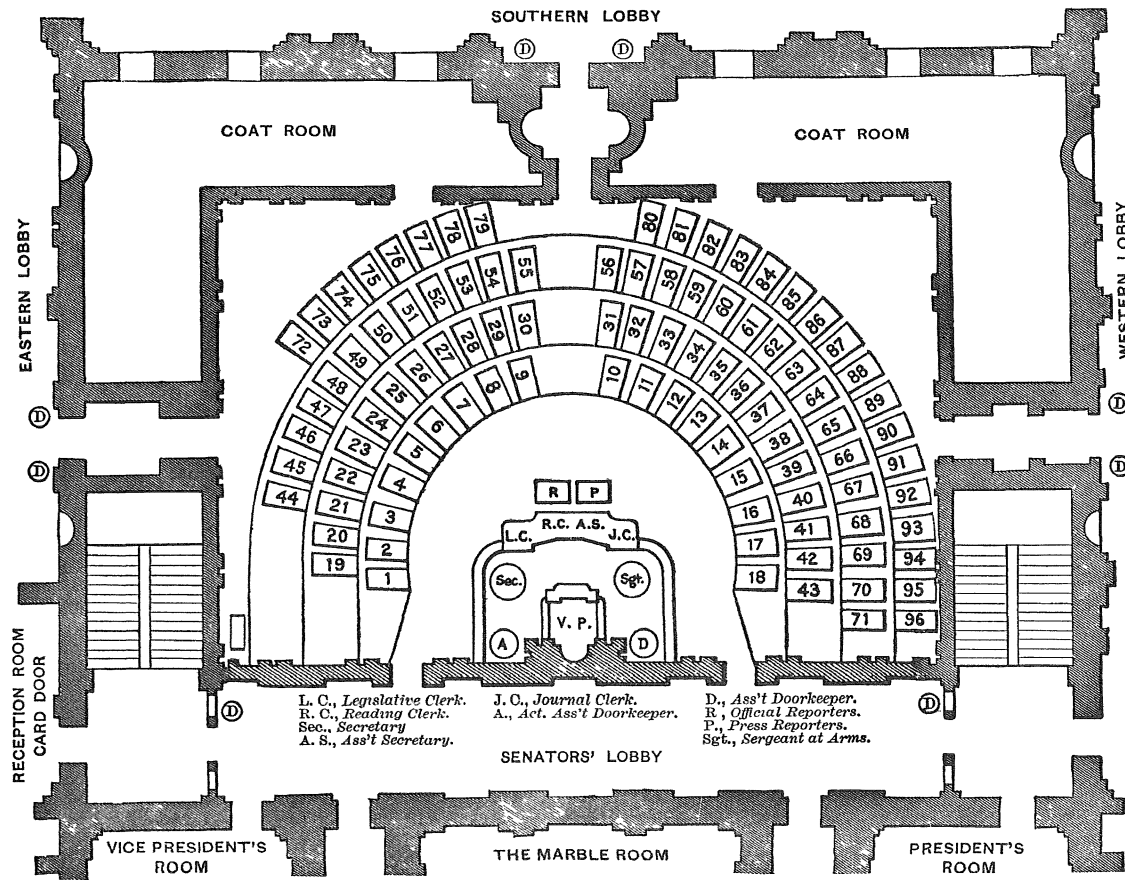 SOUTHERN LOBBY
D D
COAT ROOM
COAT ROOM
EASTERN LOBBY
WESTERN LOBBY
D
D
D
D
72 73 74 75 76 77 78 79
80 81 82 83 84 85 86 87 88 89 90 91 92 93 94 95 96
44 45 46 47 48 49 50 51 52 53 54 55
56 57 58 59 60 61 62 63 64 65 66 67 68 69 70 71
19 20 21 22 23 24 25 26 27 28 29 30
31 32 33 34 35 36 37 38 39 40 41 42 43
1 2 3 4 5 6 7 8 9
10 11 12 13 14 15 16 17 18
R P
L.C. R.C. A.S. J.C.
Sec. Sgt.
A V. P. D
RECEPTION ROOM
CARD DOOR
D
D
L. C., Legislative Clerk.
R. C., Reading Clerk.
Sec., Secretary
A. S., Ass't Secretary.
J. C., Journal Clerk.
A., Act. Ass't Doorkeeper.
D., Ass't Doorkeeper.
R , Official Reporters.
P., Press Reporters.
Sgt., Sergeant at Arms.
SENATORS' LOBBY
VICE PRESIDENT'S
ROOM
THE MARBLE ROOM
PRESIDENT'S
ROOM